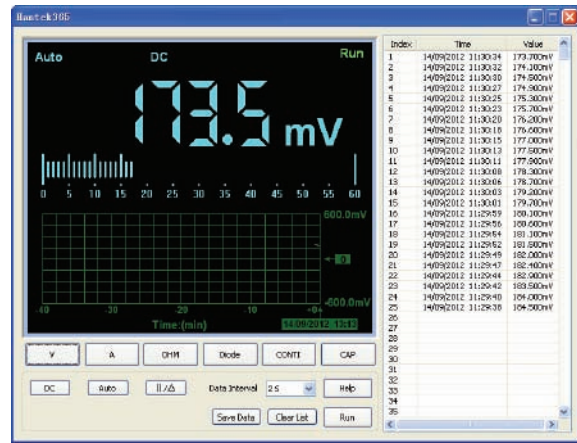 Hantek365
Auto DC Run
173.5 mV
0 5 10 15 20 25 30 35 40 45 50 55 60
600.0mV
0
-600.0mV
-40 -30 -20 -10 -0+
Time:(min) 14/09/2012 13:13
V A OHM Diode CONTI CAP
DC Auto II/Δ Data Interval 2 S Help
Save Data Clear List Run
Index Time Value
1 14/09/2012 11:30:34 173.700mV
2 14/09/2012 11:30:32 174.100mV
3 14/09/2012 11:30:30 174.500mV
4 14/09/2012 11:30:27 174.900mV
5 14/09/2012 11:30:25 175.300mV
6 14/09/2012 11:30:23 175.700mV
7 14/09/2012 11:30:20 176.200mV
8 14/09/2012 11:30:18 176.600mV
9 14/09/2012 11:30:15 177.000mV
10 14/09/2012 11:30:13 177.500mV
11 14/09/2012 11:30:11 177.900mV
12 14/09/2012 11:30:08 178.300mV
13 14/09/2012 11:30:06 178.700mV
14 14/09/2012 11:30:03 179.200mV
15 14/09/2012 11:30:01 179.700mV
16 14/09/2012 11:29:59 180.100mV
17 14/09/2012 11:29:56 180.600mV
18 14/09/2012 11:29:54 181.100mV
19 14/09/2012 11:29:52 181.500mV
20 14/09/2012 11:29:49 182.000mV
21 14/09/2012 11:29:47 182.400mV
22 14/09/2012 11:29:44 182.900mV
23 14/09/2012 11:29:42 183.500mV
24 14/09/2012 11:29:40 184.000mV
25 14/09/2012 11:29:38 184.500mV
26
27
28
29
30
31
32
33
34
35